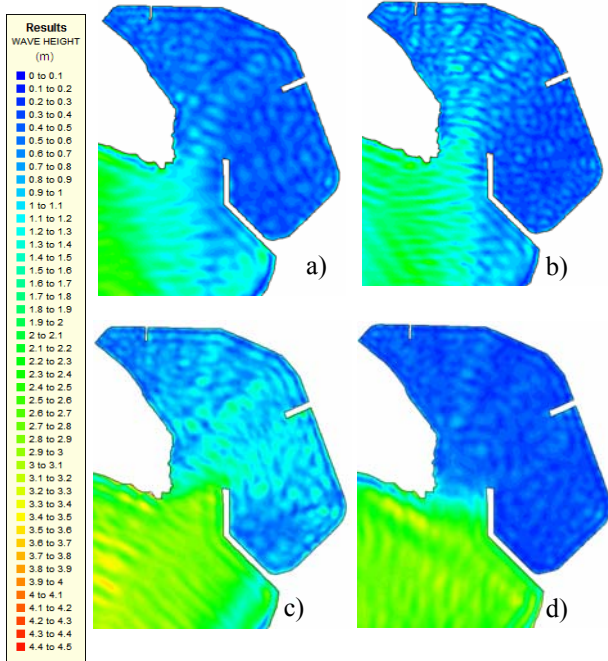 Results
WAVE HEIGHT
(m)
0 to 0.1
0.1 to 0.2
0.2 to 0.3
0.3 to 0.4
0.4 to 0.5
0.5 to 0.6
0.6 to 0.7
0.7 to 0.8
0.8 to 0.9
0.9 to 1
1 to 1.1
1.1 to 1.2
1.2 to 1.3
1.3 to 1.4
1.4 to 1.5
1.5 to 1.6
1.6 to 1.7
1.7 to 1.8
1.8 to 1.9
1.9 to 2
2 to 2.1
2.1 to 2.2
2.2 to 2.3
2.3 to 2.4
2.4 to 2.5
2.5 to 2.6
2.6 to 2.7
2.7 to 2.8
2.8 to 2.9
2.9 to 3
3 to 3.1
3.1 to 3.2
3.2 to 3.3
3.3 to 3.4
3.4 to 3.5
3.5 to 3.6
3.6 to 3.7
3.7 to 3.8
3.8 to 3.9
3.9 to 4
4 to 4.1
4.1 to 4.2
4.2 to 4.3
4.3 to 4.4
4.4 to 4.5
a)
b)
c)
d)